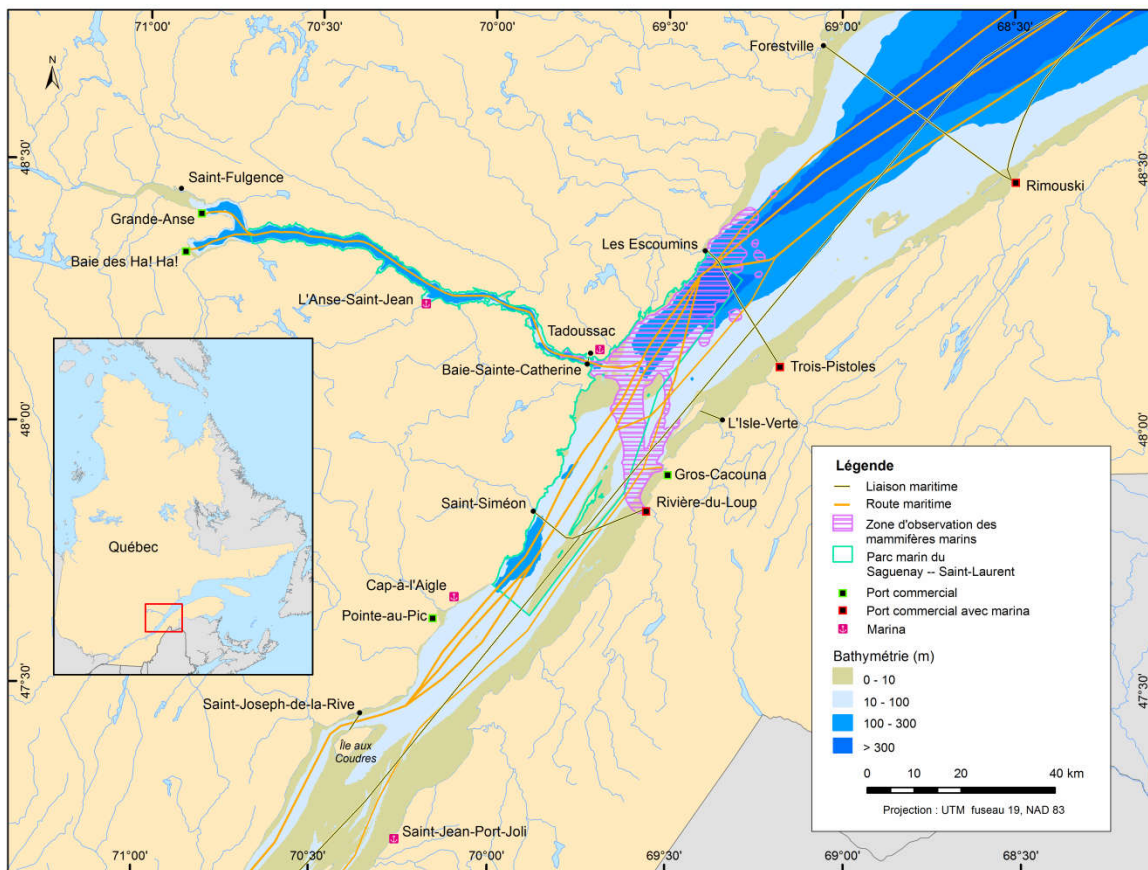 71°00'
70°30'
70°00'
69°30'
69°00'
68°30'
N
Forestville
48°30'
48°30'
Saint-Fulgence
Rimouski
Grande-Anse
Les Escoumins
Baie des Ha! Ha!
L'Anse-Saint-Jean
Tadoussac
Baie-Sainte-Catherine
Trois-Pistoles
48°00'
48°00'
L'Isle-Verte
Gros-Cacouna
Saint-Siméon
Rivière-du-Loup
Québec
Cap-à-l'Aigle
Pointe-au-Pic
47°30'
47°30'
Saint-Joseph-de-la-Rive
Île aux
Coudres
Saint-Jean-Port-Joli
Légende
Liaison maritime
Route maritime
Zone d'observation des
mammifères marins
Parc marin du
Saguenay -- Saint-Laurent
Port commercial
Port commercial avec marina
Marina
Bathymétrie (m)
0 - 10
10 - 100
100 - 300
> 300
0 10 20 40 km
Projection : UTM fuseau 19, NAD 83
71°00'
70°30'
70°00'
69°30'
69°00'
68°30'